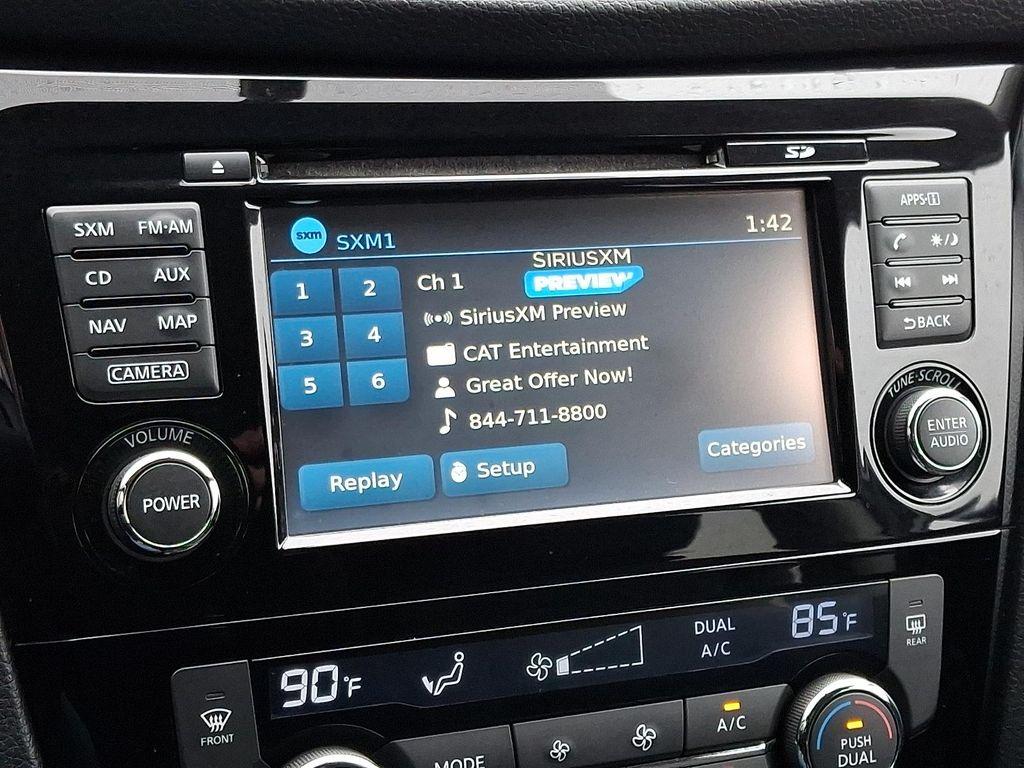 SD
SXM FM·AM
CD AUX
NAV MAP
CAMERA
VOLUME
POWER
sxm SXM1 1:42
1 2
3 4
5 6
Ch 1
SIRIUSXM
PREVIEW
SiriusXM Preview
CAT Entertainment
Great Offer Now!
844-711-8800
Replay
Setup
Categories
APPS·i
BACK
TUNE·SCROLL
ENTER
AUDIO
90°F
DUAL
A/C
85°F
REAR
FRONT
MODE
A/C
PUSH
DUAL